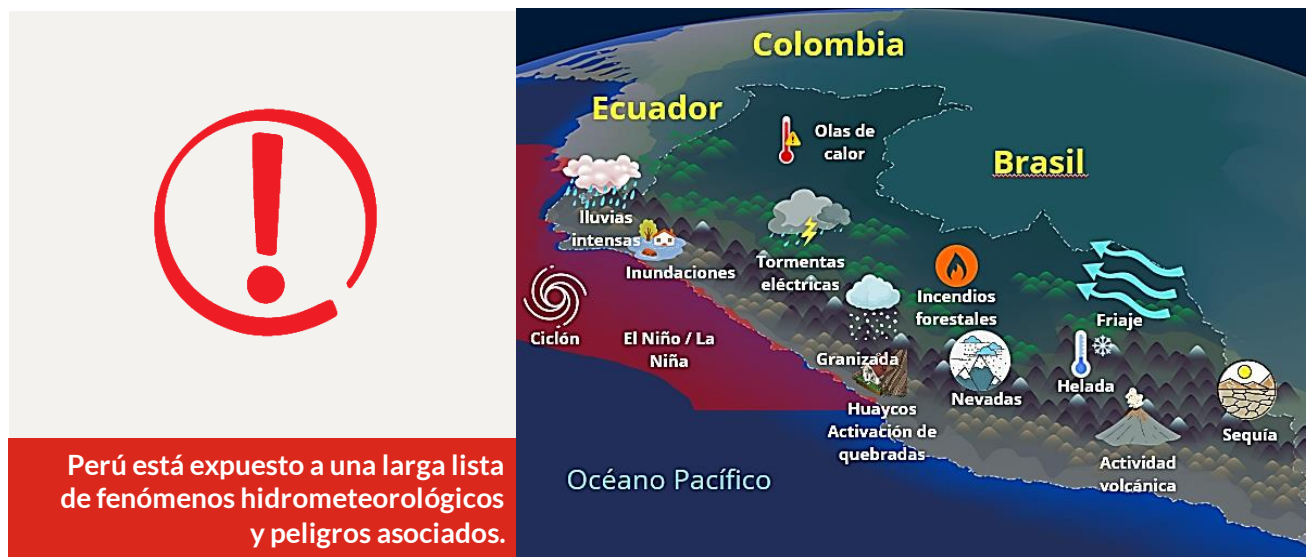 Perú está expuesto a una larga lista
de fenómenos hidrometeorológicos
y peligros asociados.
Colombia
Ecuador
Olas de
calor
Brasil
lluvias
intensas
Inundaciones
Tormentas
eléctricas
Incendios
forestales
Friaje
Ciclón
El Niño / La
Niña
Granizada
Helada
Nevadas
Huaycos
Activación de
quebradas
Sequía
Actividad
volcánica
Océano Pacífico